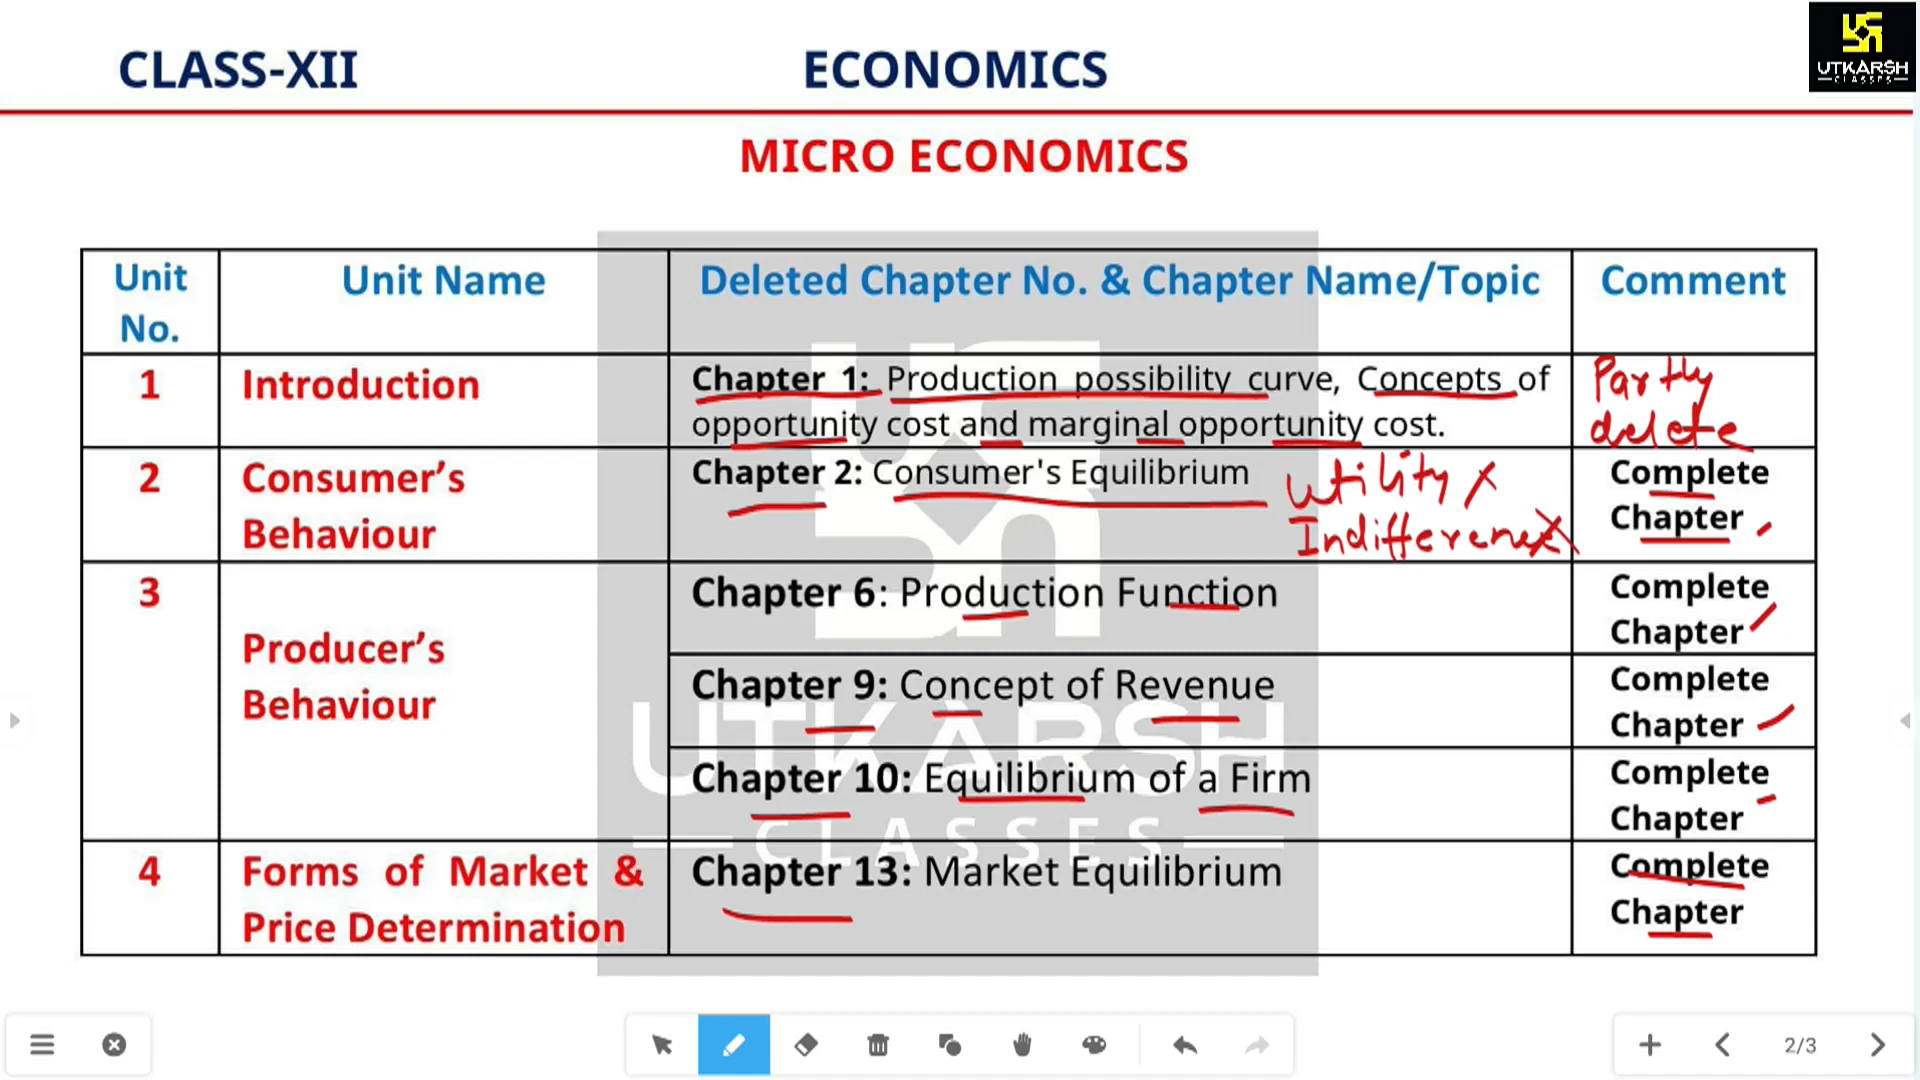 CLASS-XII ECONOMICS
UTKARSH
CLASSES
MICRO ECONOMICS
Unit No. Unit Name Deleted Chapter No. & Chapter Name/Topic Comment
1 Introduction Chapter 1: Production possibility curve, Concepts of
opportunity cost and marginal opportunity cost.
Partly
delete
2 Consumer’s
Behaviour
Chapter 2: Consumer's Equilibrium
Utility X
Complete
Chapter
3 Producer’s
Behaviour
Chapter 6: Production Function
Complete
Chapter
Chapter 9: Concept of Revenue
Complete
Chapter
Chapter 10: Equilibrium of a Firm
Complete
Chapter
4 Forms of Market &
Price Determination
Chapter 13: Market Equilibrium
Complete
Chapter
UTKARSH
CLASSES
2/3